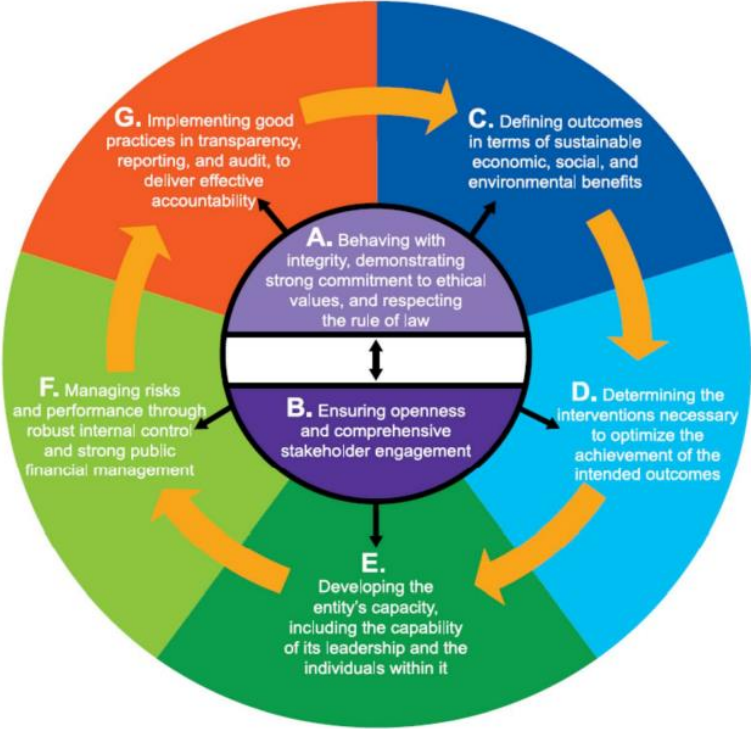 G. Implementing good
practices in transparency,
reporting, and audit, to
deliver effective
accountability
C. Defining outcomes
in terms of sustainable
economic, social, and
environmental benefits
A. Behaving with
integrity, demonstrating
strong commitment to ethical
values, and respecting
the rule of law
B. Ensuring openness
and comprehensive
stakeholder engagement
D. Determining the
interventions necessary
to optimize the
achievement of the
intended outcomes
E.
Developing the
entity's capacity,
including the capability
of its leadership and the
individuals within it
F. Managing risks
and performance through
robust internal control
and strong public
financial management